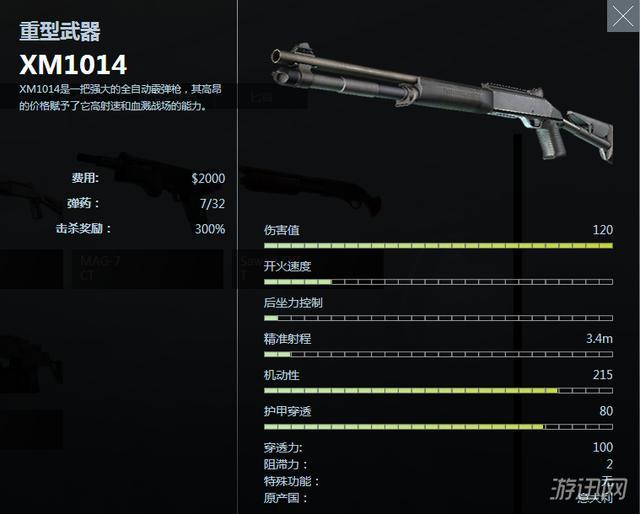 重型武器
XM1014
XM1014是一把强大的全自动霰弹枪，其高昂
的价格赋予了它高射速和血溅战场的能力。
费用: $2000
弹药： 7/32
击杀奖励： 300%
MAG-7
CT
T
伤害值 120
开火速度
后坐力控制
精准射程 3.4m
机动性 215
护甲穿透 80
穿透力: 100
阻滞力： 2
特殊功能： 无
原产国： 意大利
游讯网